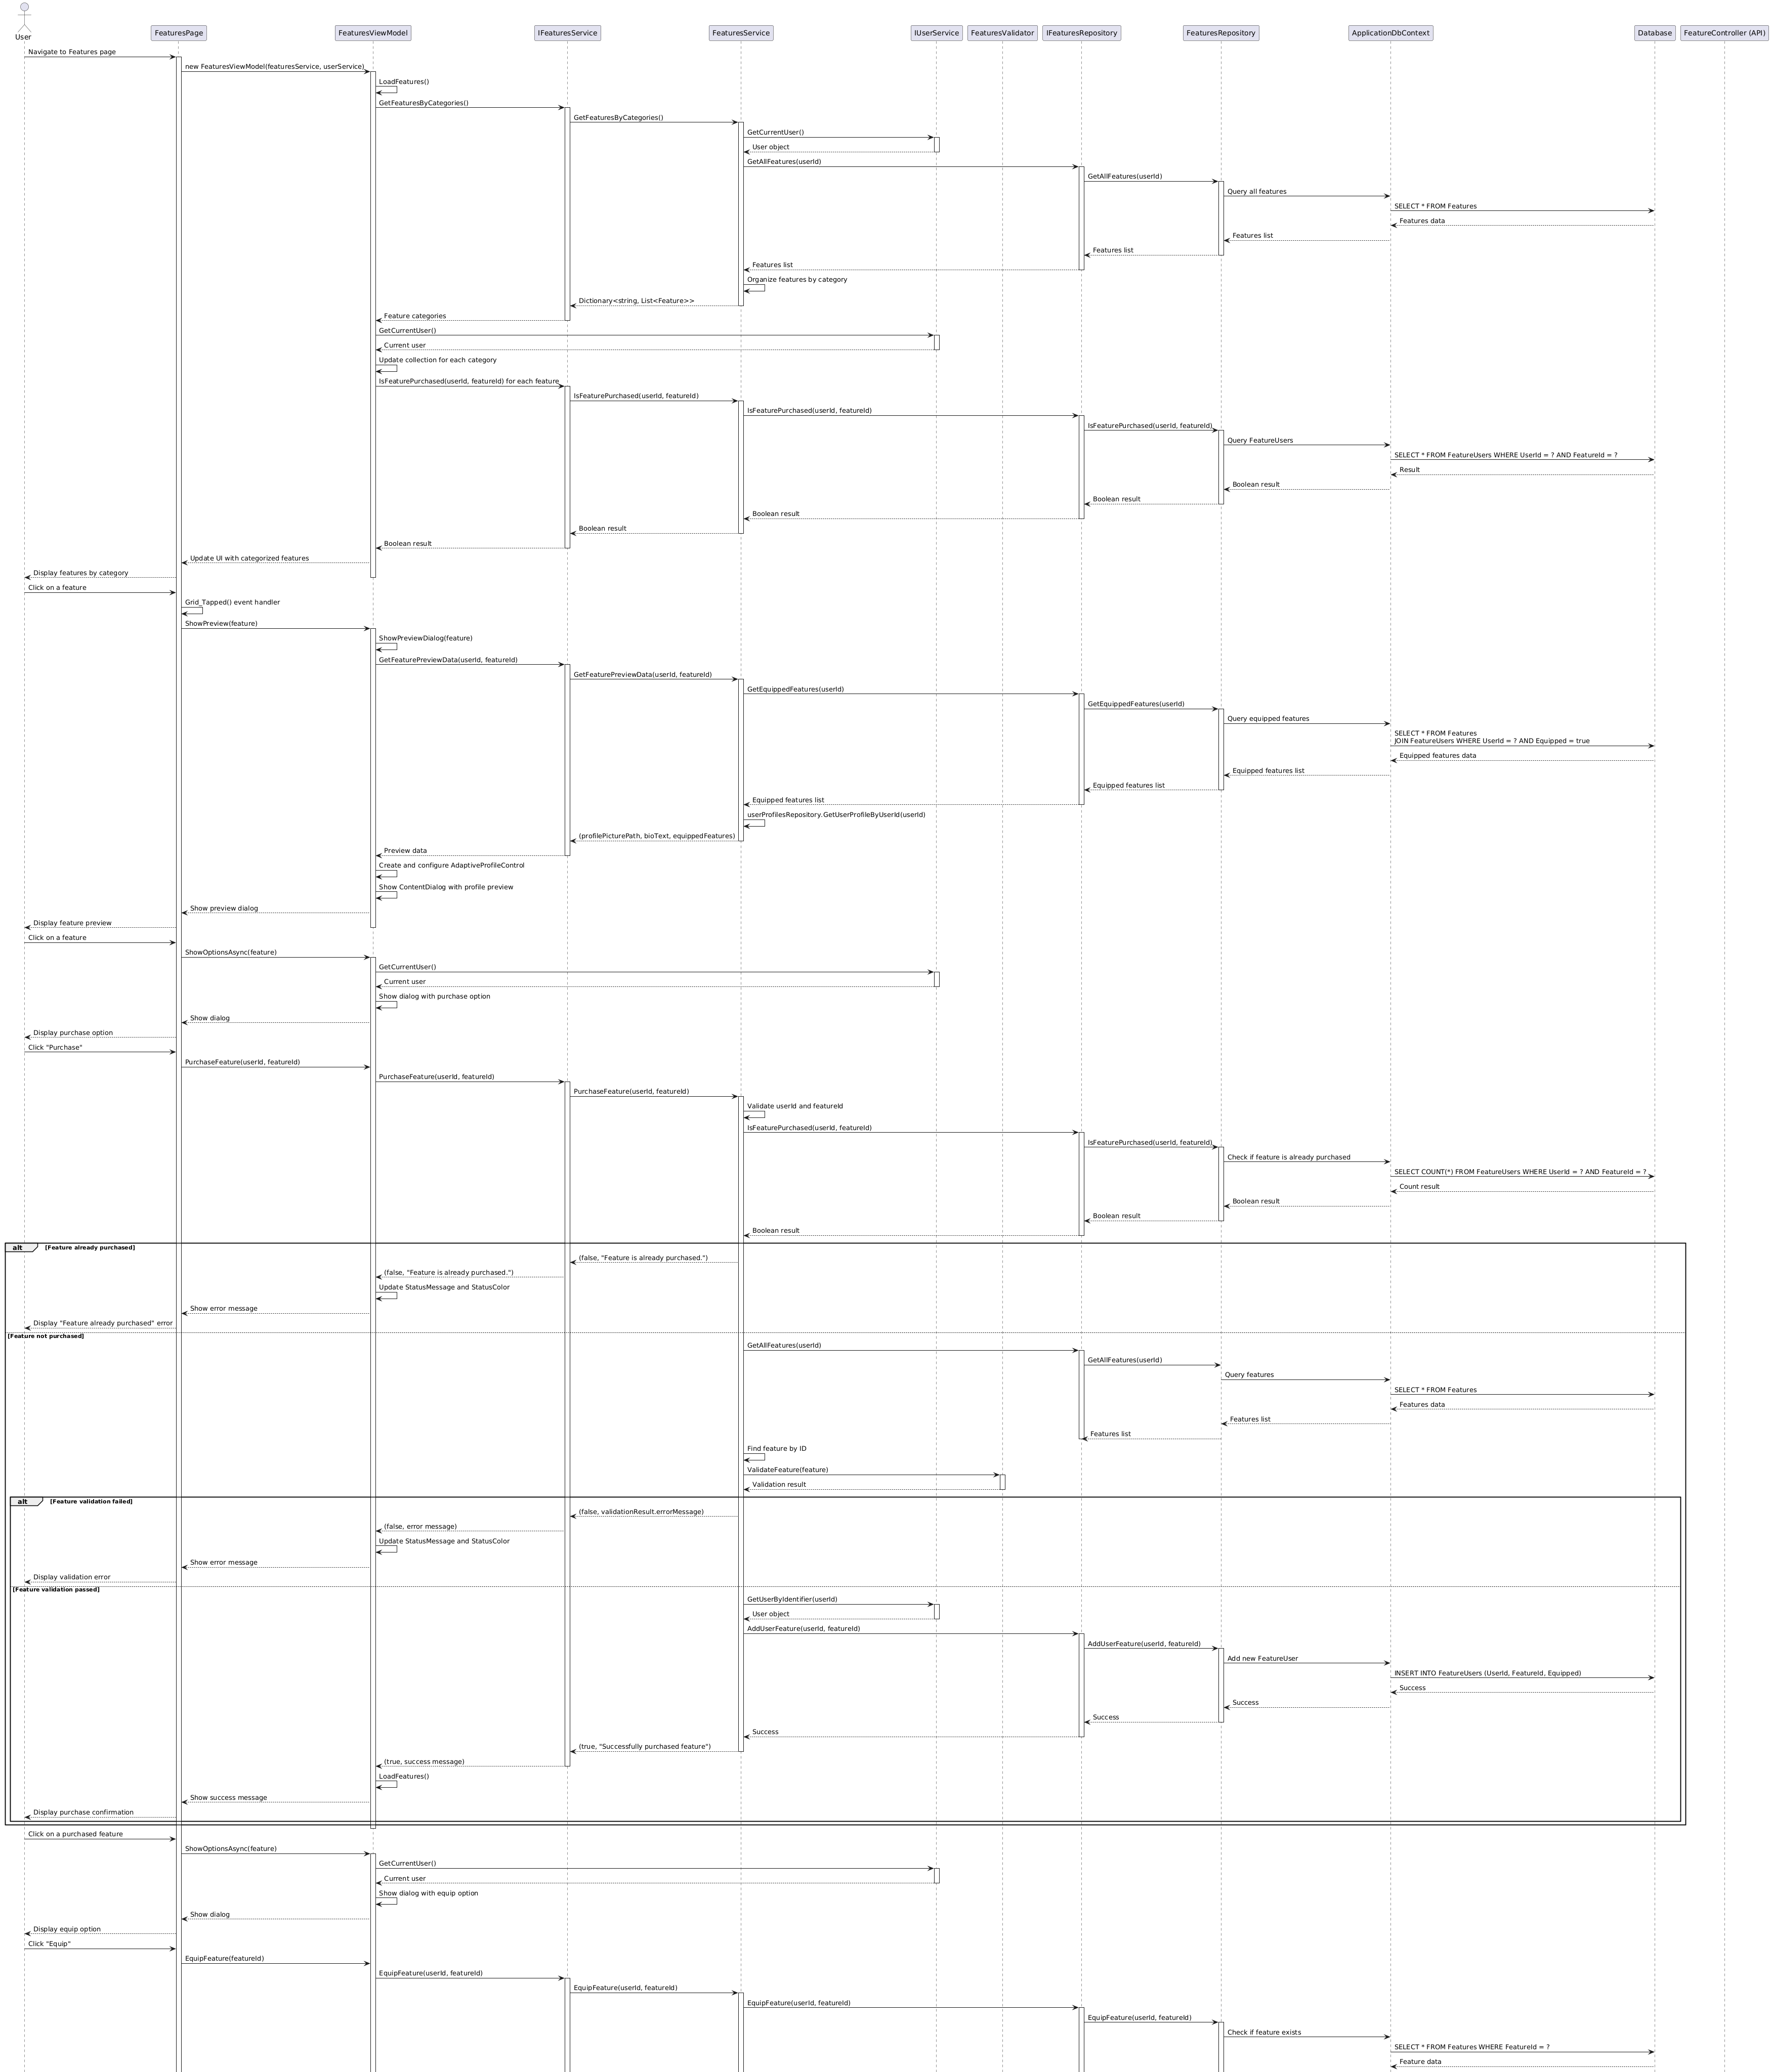 User
FeaturesPage
FeaturesViewModel
IFeaturesService
FeaturesService
IUserService
FeaturesValidator
IFeaturesRepository
FeaturesRepository
ApplicationDbContext
Database
FeatureController (API)
Navigate to Features page
new FeaturesViewModel(featuresService, userService)
LoadFeatures()
GetFeaturesByCategories()
GetFeaturesByCategories()
GetCurrentUser()
User object
GetAllFeatures(userId)
GetAllFeatures(userId)
Query all features
SELECT * FROM Features
Features data
Features list
Features list
Features list
Organize features by category
Dictionary<string, List<Feature>>
Feature categories
GetCurrentUser()
Current user
Update collection for each category
IsFeaturePurchased(userId, featureId) for each feature
IsFeaturePurchased(userId, featureId)
IsFeaturePurchased(userId, featureId)
IsFeaturePurchased(userId, featureId)
Query FeatureUsers
SELECT * FROM FeatureUsers WHERE UserId = ? AND FeatureId = ?
Result
Boolean result
Boolean result
Boolean result
Boolean result
Boolean result
Update UI with categorized features
Display features by category
Click on a feature
Grid_Tapped() event handler
ShowPreview(feature)
ShowPreviewDialog(feature)
GetFeaturePreviewData(userId, featureId)
GetFeaturePreviewData(userId, featureId)
GetEquippedFeatures(userId)
GetEquippedFeatures(userId)
Query equipped features
SELECT * FROM Features
JOIN FeatureUsers WHERE UserId = ? AND Equipped = true
Equipped features data
Equipped features list
Equipped features list
Equipped features list
userProfilesRepository.GetUserProfileByUserId(userId)
(profilePicturePath, bioText, equippedFeatures)
Preview data
Create and configure AdaptiveProfileControl
Show ContentDialog with profile preview
Show preview dialog
Display feature preview
Click on a feature
ShowOptionsAsync(feature)
GetCurrentUser()
Current user
Show dialog with purchase option
Show dialog
Display purchase option
Click "Purchase"
PurchaseFeature(userId, featureId)
PurchaseFeature(userId, featureId)
PurchaseFeature(userId, featureId)
Validate userId and featureId
IsFeaturePurchased(userId, featureId)
IsFeaturePurchased(userId, featureId)
Check if feature is already purchased
SELECT COUNT(*) FROM FeatureUsers WHERE UserId = ? AND FeatureId = ?
Count result
Boolean result
Boolean result
Boolean result
alt [Feature already purchased]
(false, "Feature is already purchased.")
(false, "Feature is already purchased.")
Update StatusMessage and StatusColor
Show error message
Display "Feature already purchased" error
[Feature not purchased]
GetAllFeatures(userId)
GetAllFeatures(userId)
Query features
SELECT * FROM Features
Features data
Features list
Features list
Find feature by ID
ValidateFeature(feature)
Validation result
alt [Feature validation failed]
(false, validationResult.errorMessage)
(false, error message)
Update StatusMessage and StatusColor
Show error message
Display validation error
[Feature validation passed]
GetUserByIdentifier(userId)
User object
AddUserFeature(userId, featureId)
AddUserFeature(userId, featureId)
Add new FeatureUser
INSERT INTO FeatureUsers (UserId, FeatureId, Equipped)
Success
Success
Success
Success
(true, "Successfully purchased feature")
(true, success message)
LoadFeatures()
Show success message
Display purchase confirmation
Click on a purchased feature
ShowOptionsAsync(feature)
GetCurrentUser()
Current user
Show dialog with equip option
Show dialog
Display equip option
Click "Equip"
EquipFeature(featureId)
EquipFeature(userId, featureId)
EquipFeature(userId, featureId)
EquipFeature(userId, featureId)
EquipFeature(userId, featureId)
Check if feature exists
SELECT * FROM Features WHERE FeatureId = ?
Feature data